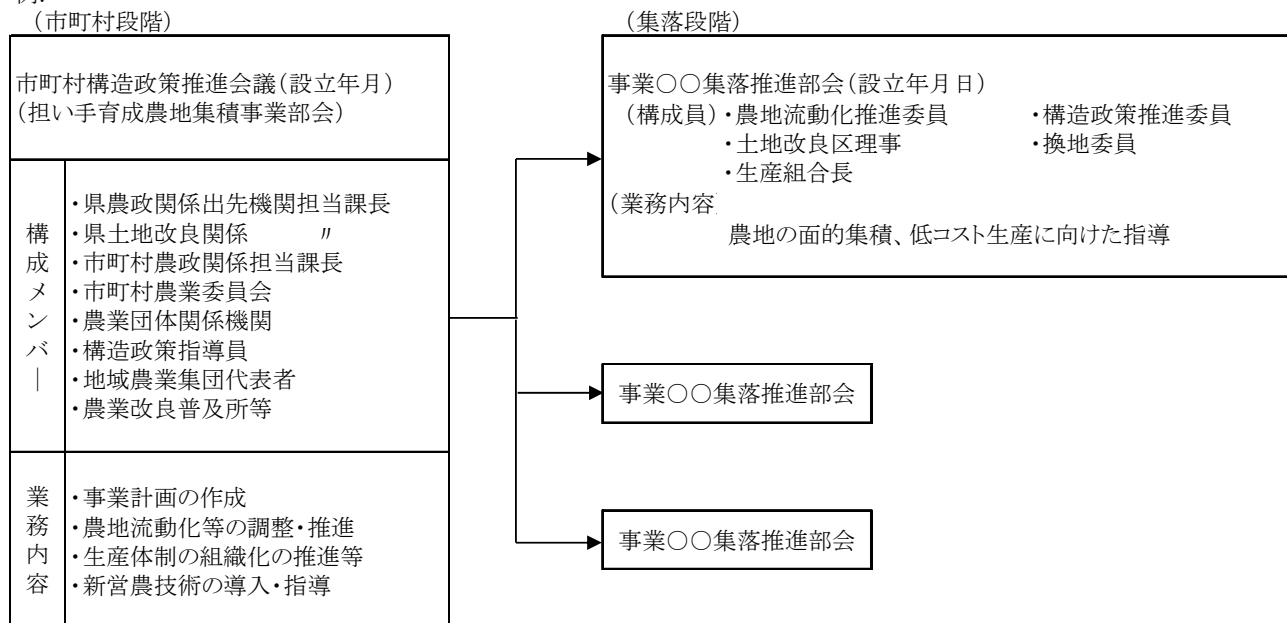 例.
(市町村段階)
市町村構造政策推進会議(設立年月)
(担い手育成農地集積事業部会)
構成メンバ―
・県農政関係出先機関担当課長
・県土地改良関係　　　〃
・市町村農政関係担当課長
・市町村農業委員会
・農業団体関係機関
・構造政策指導員
・地域農業集団代表者
・農業改良普及所等
業務内容
・事業計画の作成
・農地流動化等の調整・推進
・生産体制の組織化の推進等
・新営農技術の導入・指導
(集落段階)
事業〇〇集落推進部会(設立年月日)
(構成員)・農地流動化推進委員　　　・構造政策推進委員
・土地改良区理事　　　・換地委員
・生産組合長
(業務内容
農地の面的集積、低コスト生産に向けた指導
事業〇〇集落推進部会
事業〇〇集落推進部会